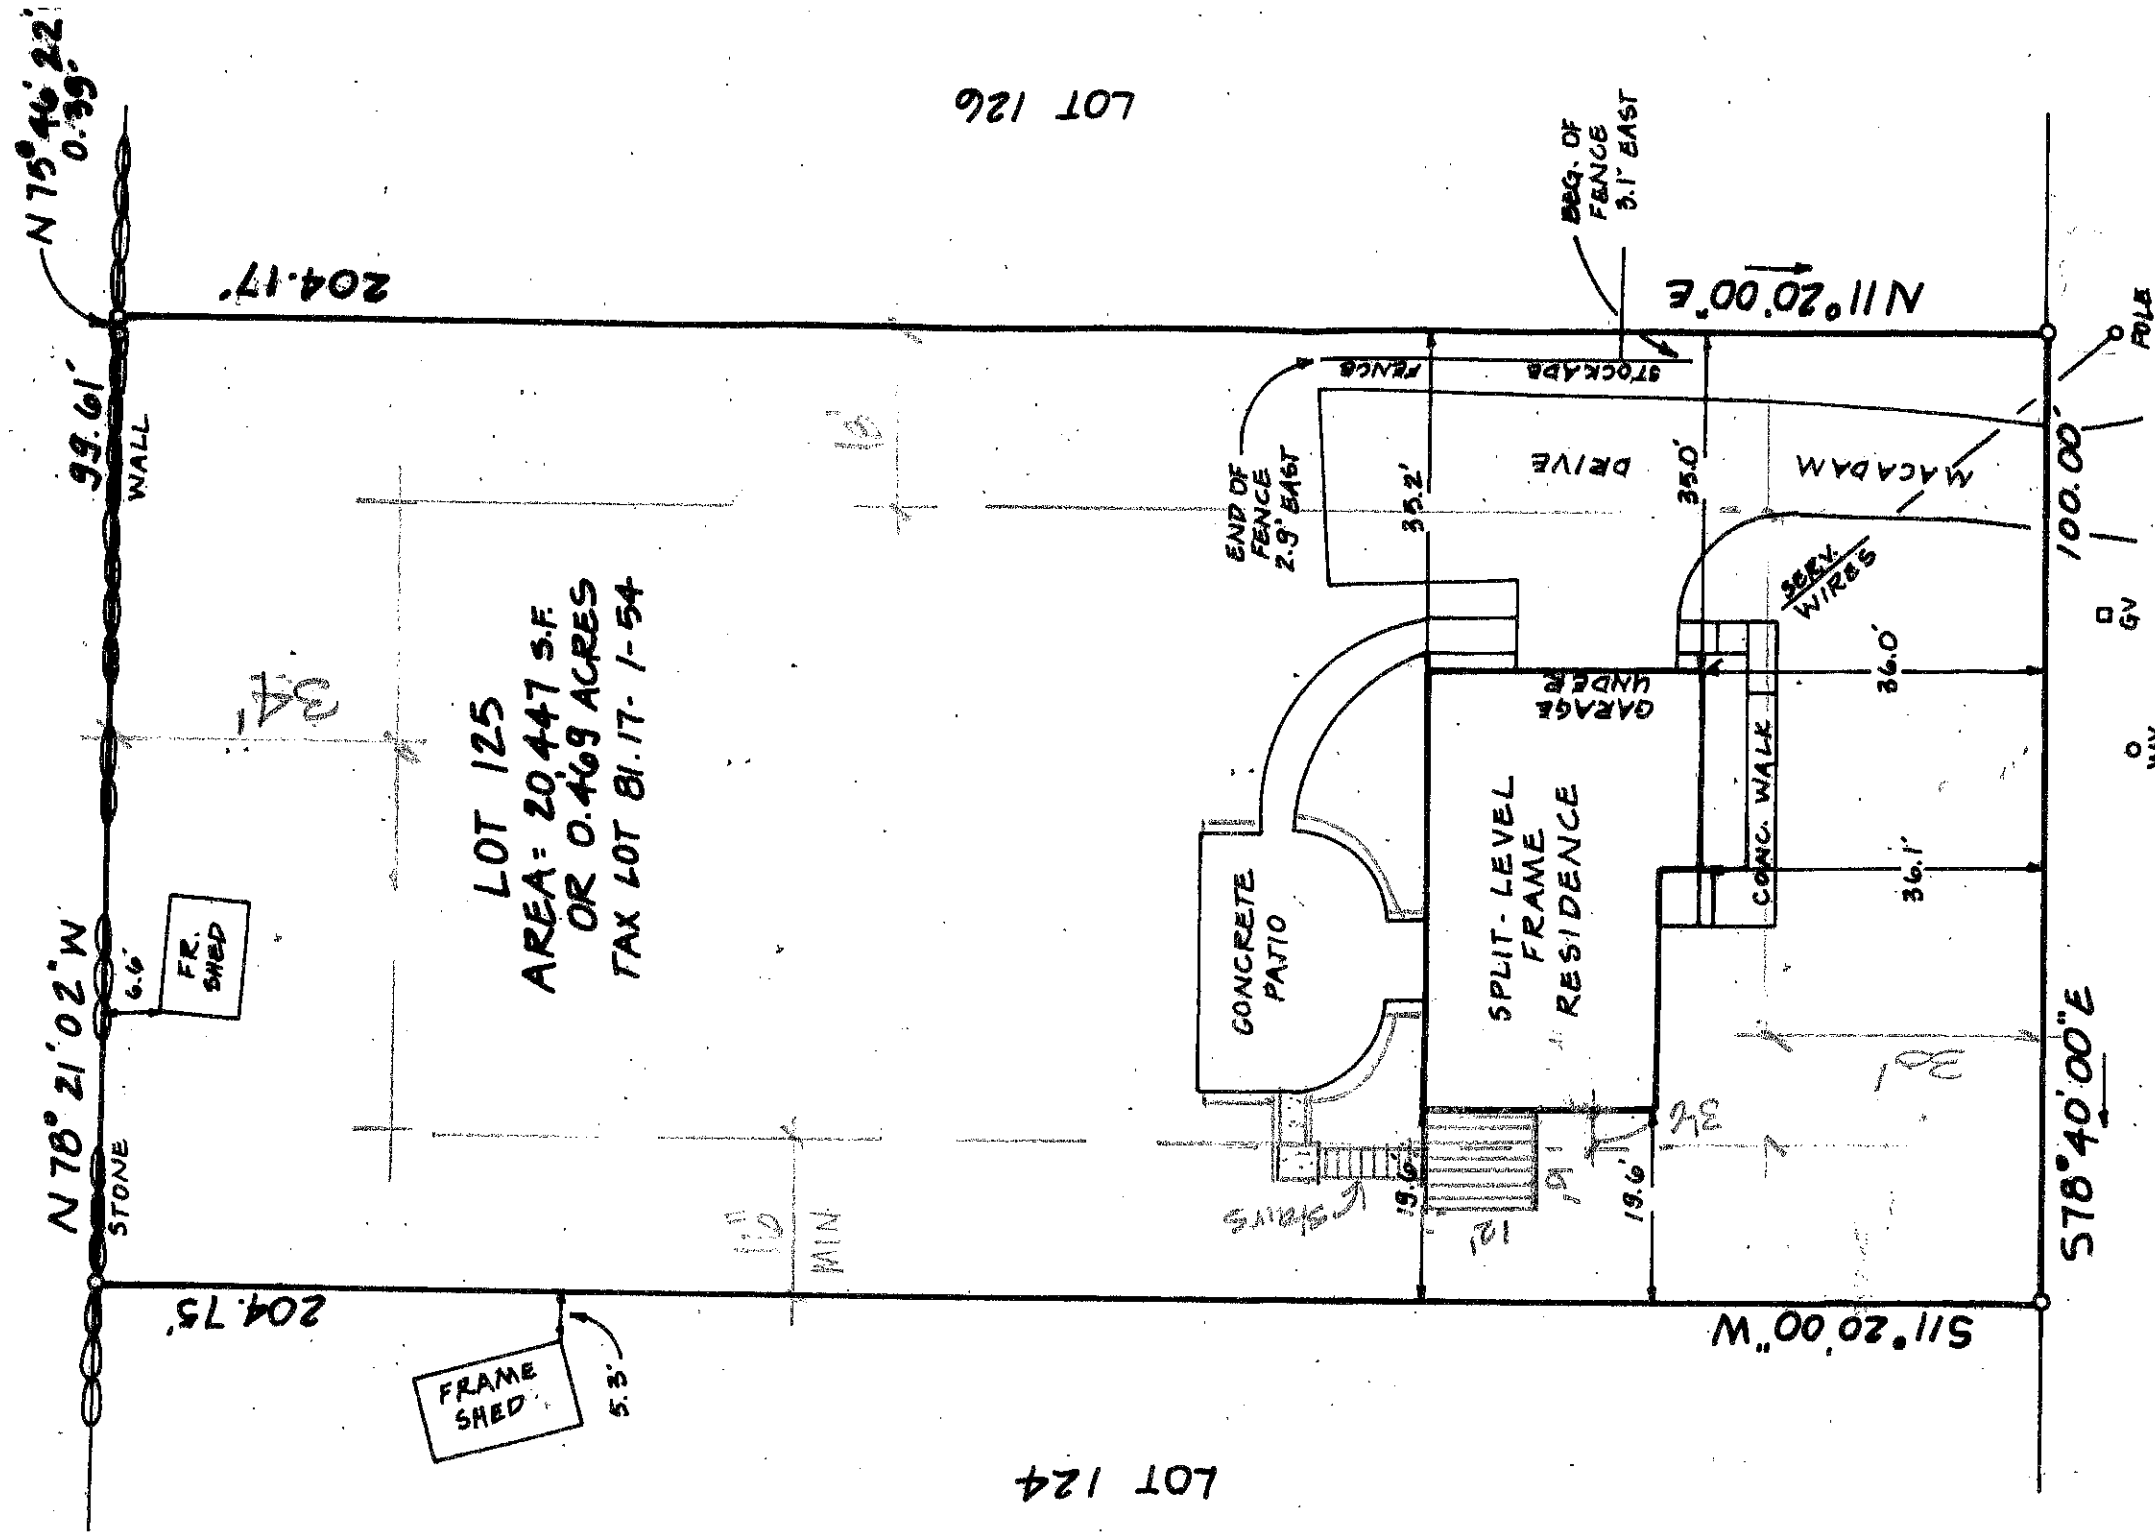 N 75° 46' 22"
0.39'
LOT 126
99.61'
WALL
204.17'
BEG. OF
FENCE
3.1' EAST
N11° 20' 00" E
POLE
FENCE
STOCKADE
END OF
FENCE
2.9' EAST
35.2'
DRIVE
35.0'
MACADAM
100.00'
SERV.
WIRES
GV
34'
LOT 125
AREA = 20,447 S.F.
OR 0.469 ACRES
TAX LOT 81.17-1-54
GARAGE
UNDER
36.0'
CONC. WALK
36.1'
N 78° 21' 02" W
6.6'
FR.
SHED
STONE
CONCRETE
PATIO
SPLIT-LEVEL
FRAME
RESIDENCE
MIN
Stairs
19.6'
12'
19.6'
S78° 40' 00" E
204.75'
FRAME
SHED
5.3'
S11° 20' 00" W
LOT 124